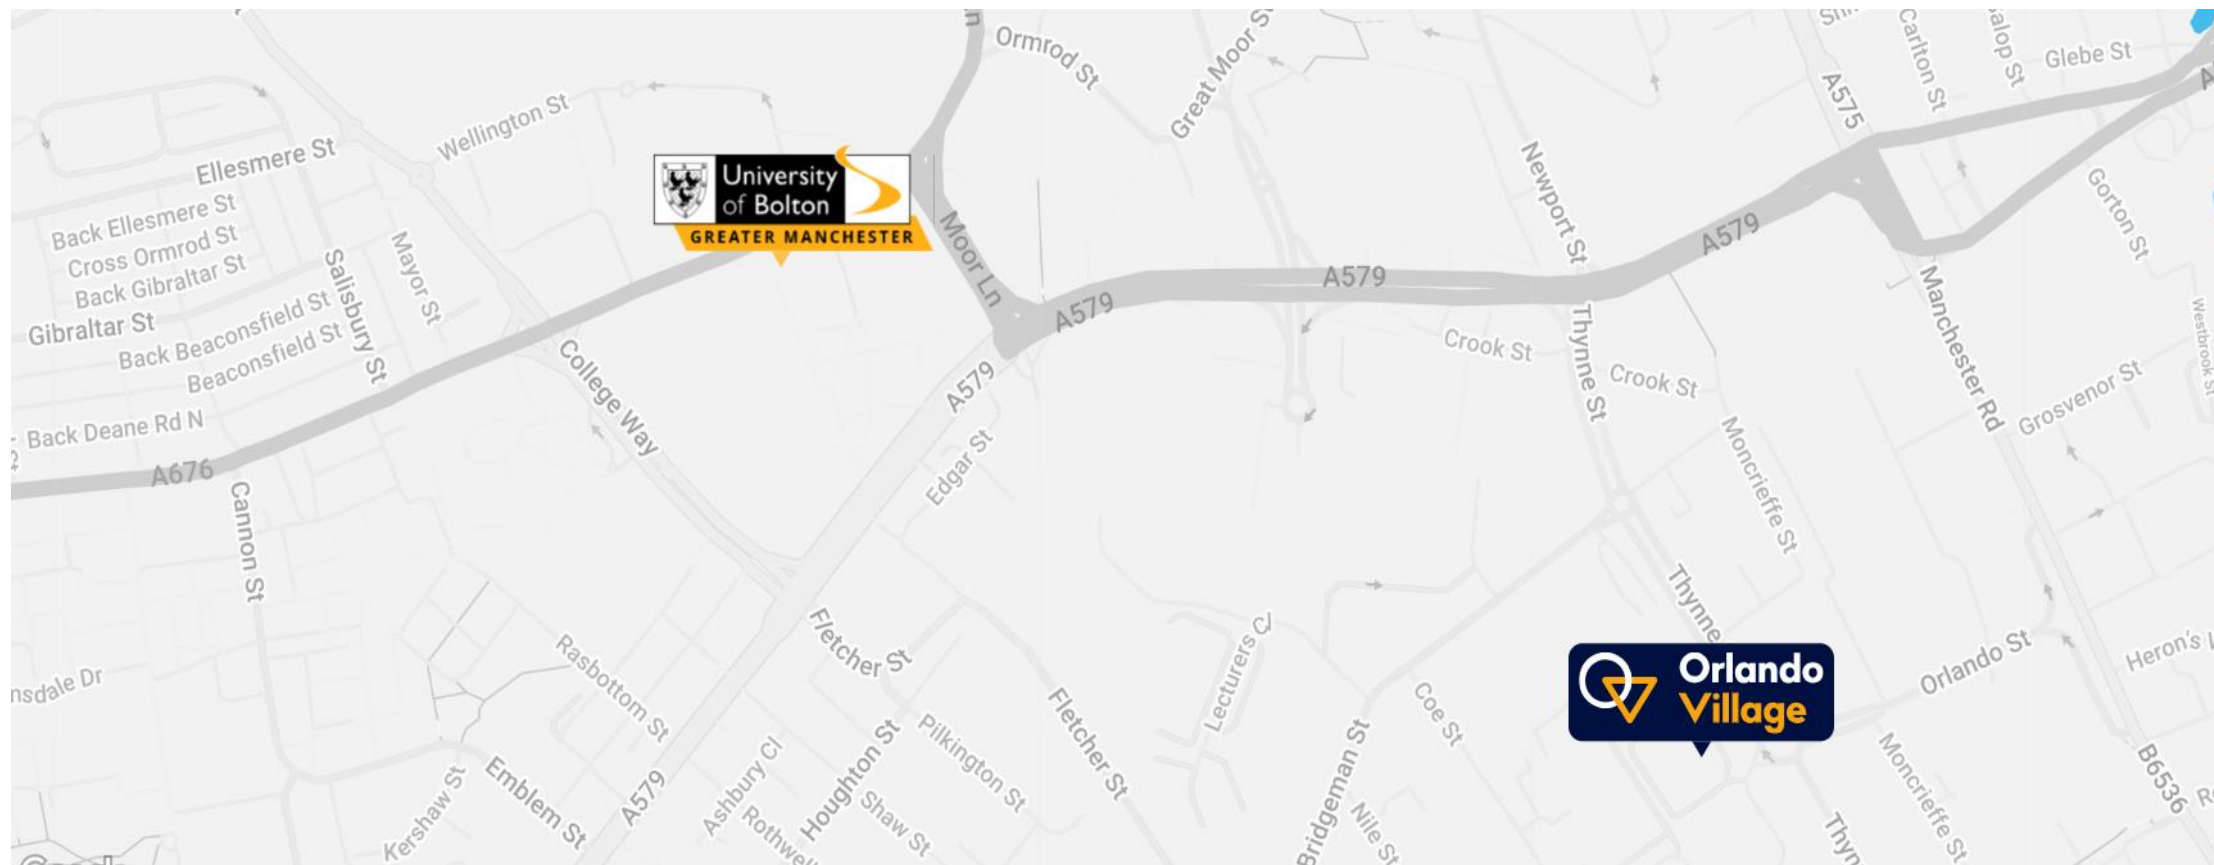 Ormrod St
Great Moor St
Carlton St
Glebe St
A575
Wellington St
Ellesmere St
Back Ellesmere St
Cross Ormrod St
Back Gibraltar St
Gibraltar St
Back Beaconsfield St
Beaconsfield St
Back Deane Rd N
Salisbury St
Mayor St
University
of Bolton
GREATER MANCHESTER
Moor Ln
Newport St
A579
A579
A579
A579
Gorton St
Westbrook St
Manchester Rd
Grosvenor St
Crook St
Crook St
Thynne St
Moncrieffe St
College Way
Edgar St
A676
Cannon St
Fletcher St
Rasbottom St
Lecturers Cl
Coe St
Thynne
Orlando
Village
Orlando St
Heron's
Fletcher St
Pilkington St
Houghton St
Ashbury Cl
Shaw St
Kershaw St
Emblem St
A579
Bridgeman St
Nile St
Moncrieffe St
B6536